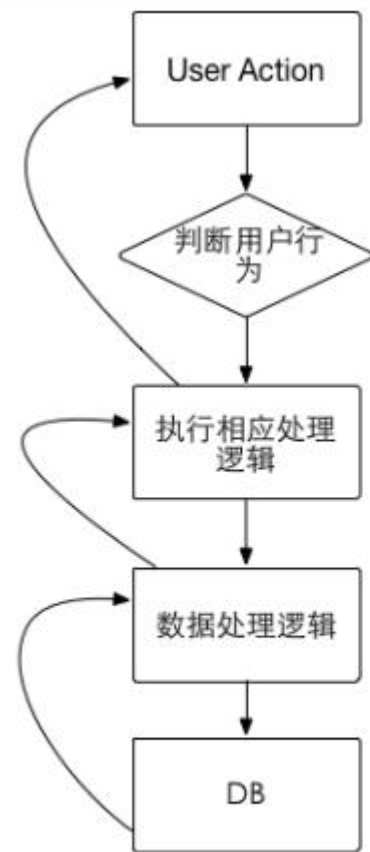 User Action
判断用户行
为
执行相应处理
逻辑
数据处理逻辑
DB